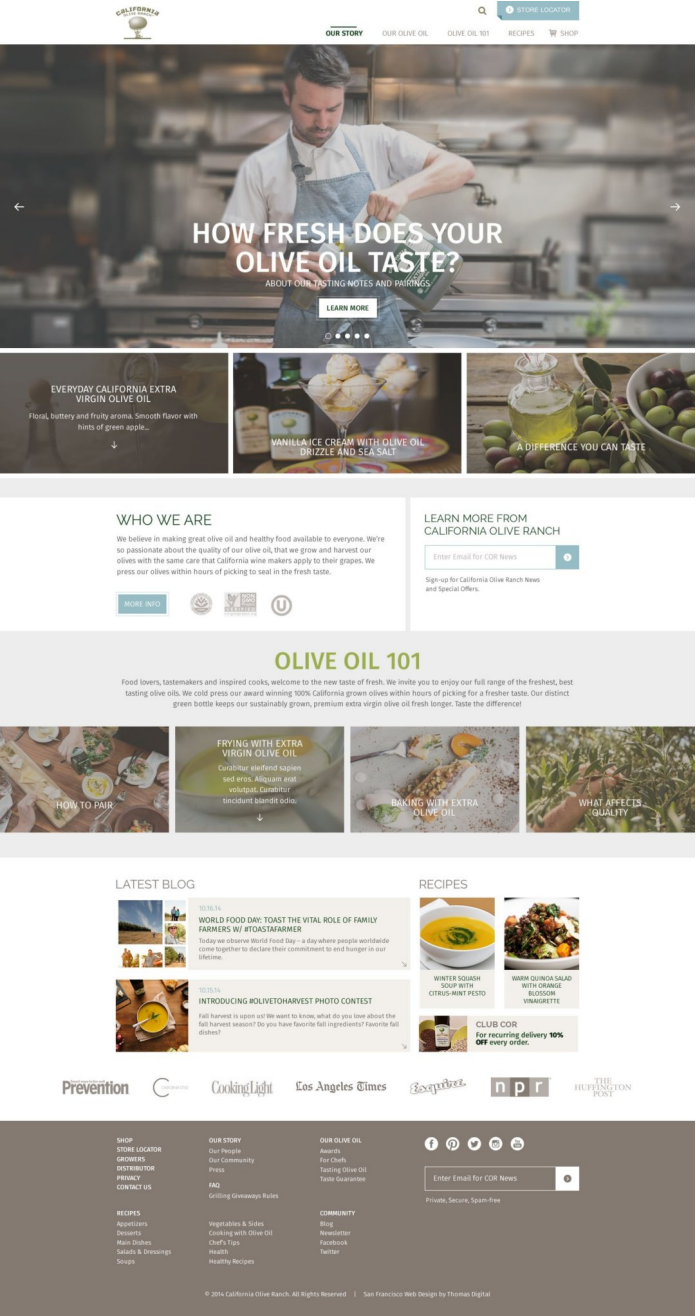 CALIFORNIA
OLIVE RANCH
STORE LOCATOR
OUR STORY
OUR OLIVE OIL
OLIVE OIL 101
RECIPES
SHOP
HOW FRESH DOES YOUR
OLIVE OIL TASTE?
ABOUT OUR TASTING NOTES AND PAIRINGS
LEARN MORE
EVERYDAY CALIFORNIA EXTRA
VIRGIN OLIVE OIL
Floral, buttery and fruity aroma. Smooth flavor with
hints of green apple...
VANILLA ICE CREAM WITH OLIVE OIL
DRIZZLE AND SEA SALT
A DIFFERENCE YOU CAN TASTE
WHO WE ARE
We believe in making great olive oil and healthy food available to everyone. We're
so passionate about the quality of our olive oil, that we grow and harvest our
olives with the same care that California wine makers apply to their grapes. We
press our olives within hours of picking to seal in the fresh taste.
MORE INFO
LEARN MORE FROM
CALIFORNIA OLIVE RANCH
Enter Email for COR News
Sign-up for California Olive Ranch News
and Special Offers.
OLIVE OIL 101
Food lovers, tastemakers and inspired cooks, welcome to the new taste of fresh. We invite you to enjoy our full range of the freshest, best
tasting olive oils. We cold press our award winning 100% California grown olives within hours of picking for a fresher taste. Our distinct
green bottle keeps our sustainably grown, premium extra virgin olive oil fresh longer. Taste the difference!
HOW TO PAIR
FRYING WITH EXTRA
VIRGIN OLIVE OIL
Curabitur eleifend sapien
sed eros. Aliquam erat
volutpat. Curabitur
tincidunt blandit odio.
BAKING WITH EXTRA
OLIVE OIL
WHAT AFFECTS
QUALITY
LATEST BLOG
10.16.14
WORLD FOOD DAY: TOAST THE VITAL ROLE OF FAMILY
FARMERS W/ #TOASTAFARMER
Today we observe World Food Day – a day where people worldwide
come together to declare their commitment to end hunger in our
lifetime.
10.15.14
INTRODUCING #OLIVETOHARVEST PHOTO CONTEST
Fall harvest is upon us! We want to know, what do you love about the
fall harvest season? Do you have favorite fall ingredients? Favorite fall
dishes?
RECIPES
WINTER SQUASH
SOUP WITH
CITRUS-MINT PESTO
WARM QUINOA SALAD
WITH ORANGE
BLOSSOM
VINAIGRETTE
CLUB COR
For recurring delivery 10%
OFF every order.
Prevention
CookingLight
Los Angeles Times
Esquire
npr
THE
HUFFINGTON
POST
SHOP
STORE LOCATOR
GROWERS
DISTRIBUTOR
PRIVACY
CONTACT US
OUR STORY
Our People
Our Community
Press
FAQ
Grilling Giveaways Rules
OUR OLIVE OIL
Awards
For Chefs
Tasting Olive Oil
Taste Guarantee
Enter Email for COR News
Private, Secure, Spam-free
RECIPES
Appetizers
Desserts
Main Dishes
Salads & Dressings
Soups
Vegetables & Sides
Cooking with Olive Oil
Chef's Tips
Health
Healthy Recipes
COMMUNITY
Blog
Newsletter
Facebook
Twitter
© 2014 California Olive Ranch. All Rights Reserved | San Francisco Web Design by Thomas Digital